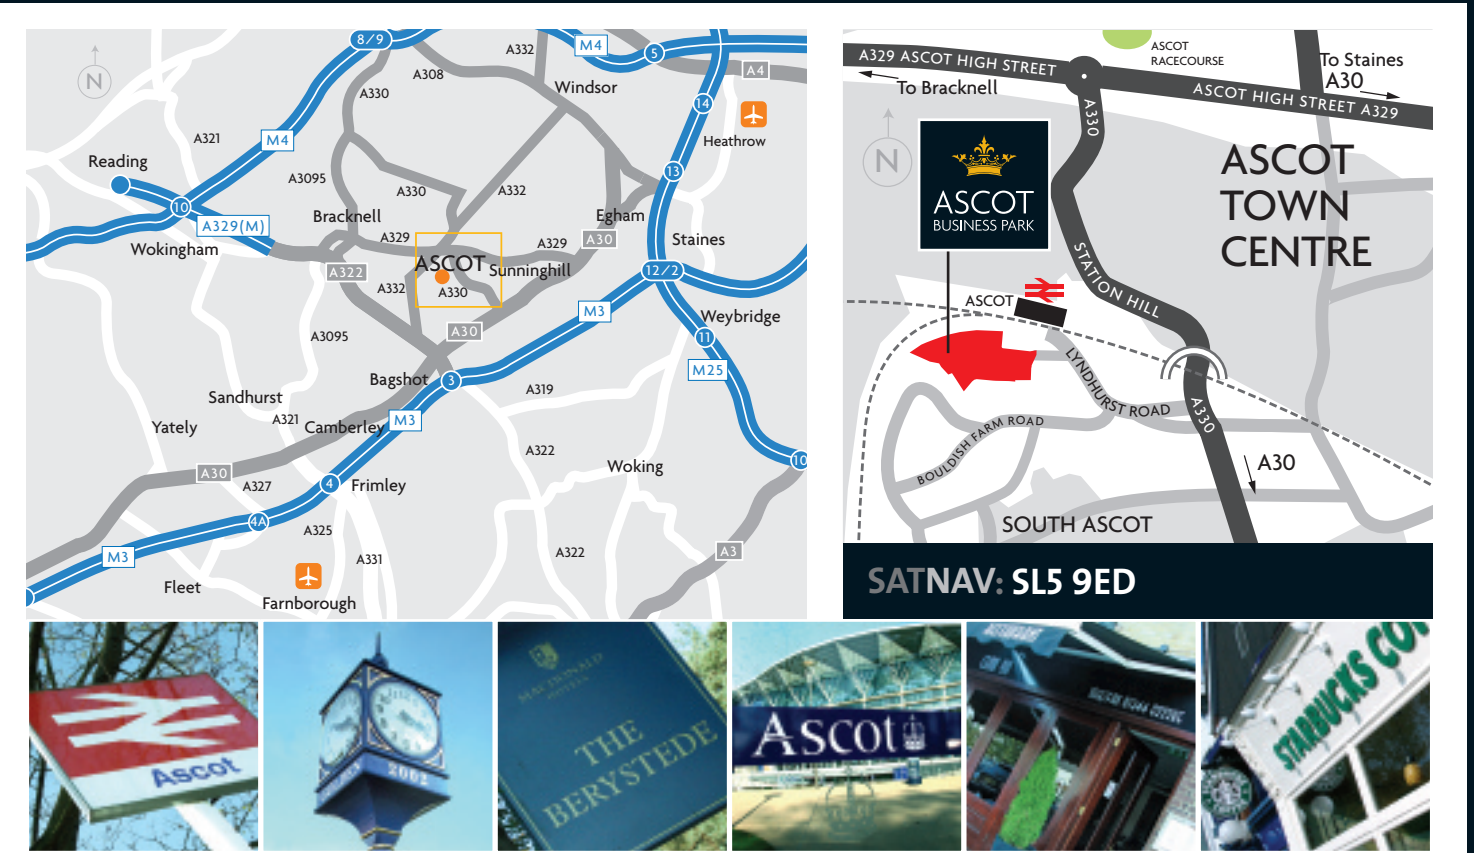 8/9
M4
5
A332
A4
A308
N
A330
Windsor
14
Heathrow
A321
M4
Reading
13
A3095
A330
A332
10
Bracknell
Egham
A329(M)
A329
A329
A30
Staines
Wokingham
ASCOT
Sunninghill
A322
12/2
A332
A330
M3
A30
Weybridge
A3095
11
M25
Bagshot
3
A319
Sandhurst
A321
Camberley
M3
Yately
A322
10
Woking
A30
A327
4
Frimley
4A
A325
M3
A331
A322
A3
Fleet
Farnborough
ASCOT
RACECOURSE
A329 ASCOT HIGH STREET
To Bracknell
To Staines
A30
ASCOT HIGH STREET A329
A330
N
ASCOT
BUSINESS PARK
ASCOT
TOWN
CENTRE
STATION HILL
ASCOT
LYNDHURST ROAD
BOULDISH FARM ROAD
A330
A30
SOUTH ASCOT
SATNAV: SL5 9ED
Ascot
2002
MACDONALD
HOTELS
THE
BERYSTEDE
Ascot
STARBUCKS CO